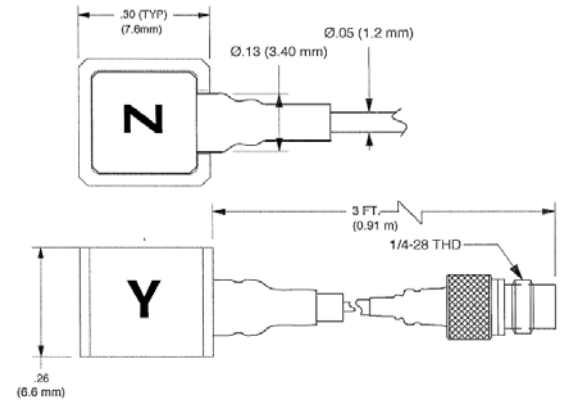 .30 (TYP)
(7.6mm)
Ø.05 (1.2 mm)
Ø.13 (3.40 mm)
N
3 FT.
(0.91 m)
1/4-28 THD
Y
.26
(6.6 mm)